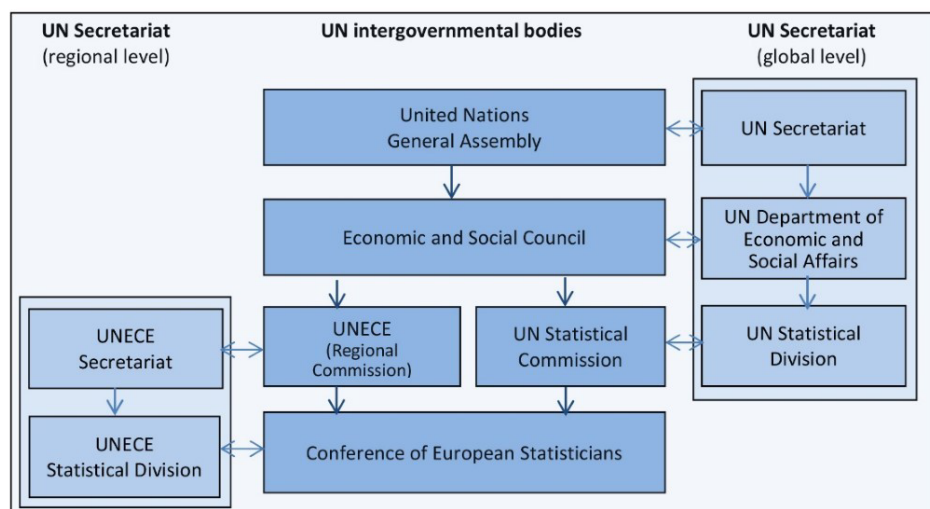 UN Secretariat
(regional level)
UN intergovernmental bodies
UN Secretariat
(global level)
United Nations
General Assembly
UN Secretariat
Economic and Social Council
UN Department of
Economic and
Social Affairs
UNECE
Secretariat
UNECE
(Regional
Commission)
UN Statistical
Commission
UN Statistical
Division
UNECE
Statistical Division
Conference of European Statisticians